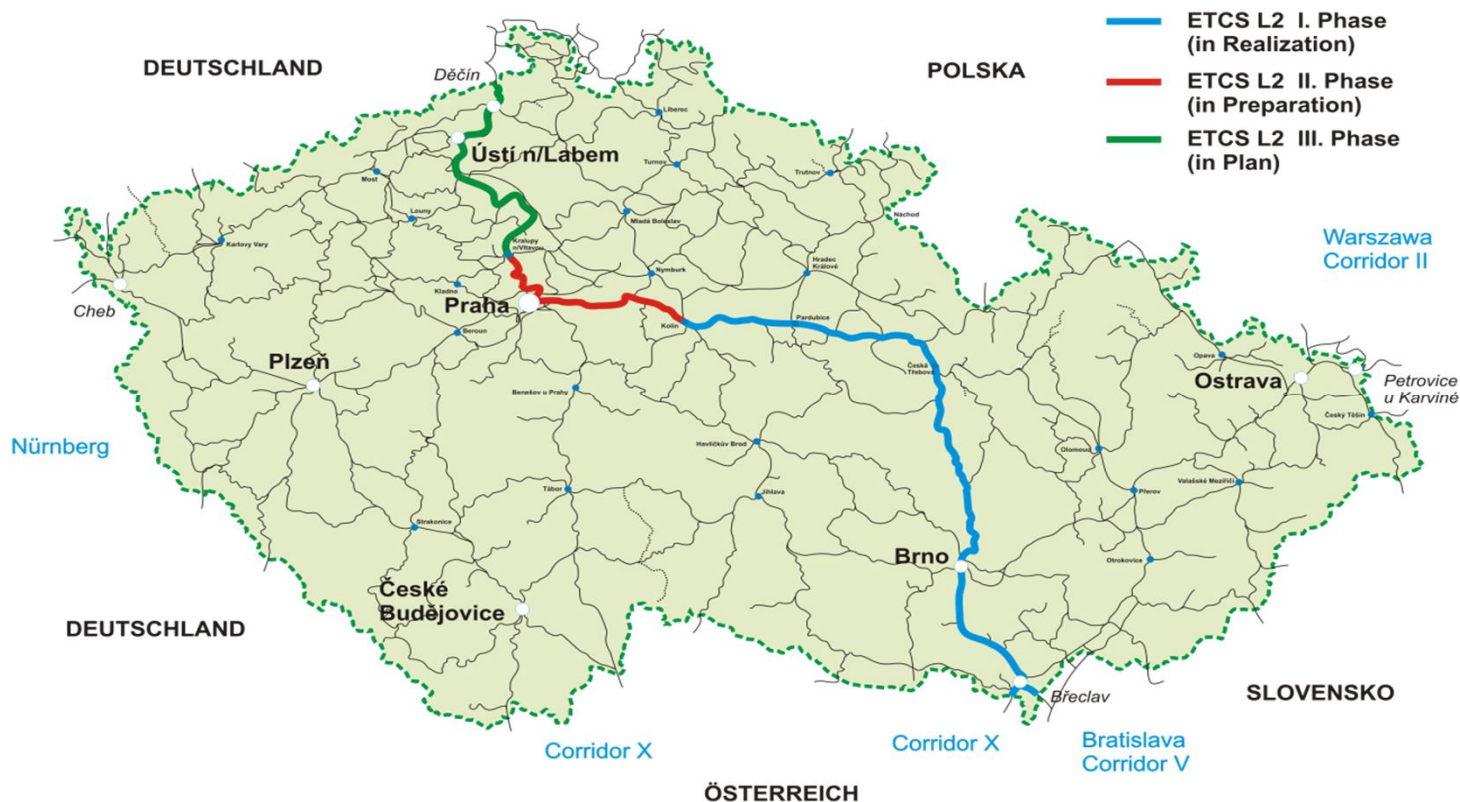 ETCS L2 I. Phase
(in Realization)
ETCS L2 II. Phase
(in Preparation)
ETCS L2 III. Phase
(in Plan)
DEUTSCHLAND
POLSKA
Děčín
Liberec
Ústí n/Labem
Turnov
Trutnov
Most
Louny
Mladá Boleslav
Náchod
Karlovy Vary
Kralupy
n/Vltavou
Warszawa
Corridor II
Nymburk
Hradec
Králové
Cheb
Kladno
Praha
Beroun
Kolín
Pardubice
Plzeň
Česká
Třebová
Opava
Ostrava
Petrovice
u Karviné
Benešov u Prahy
Český Těšín
Nürnberg
Havlíčkův Brod
Olomouc
Tábor
Jihlava
Přerov
Valašské Meziříčí
Strakonice
Brno
Otrokovice
České
Budějovice
DEUTSCHLAND
Břeclav
SLOVENSKO
Corridor X
Corridor X
Bratislava
Corridor V
ÖSTERREICH